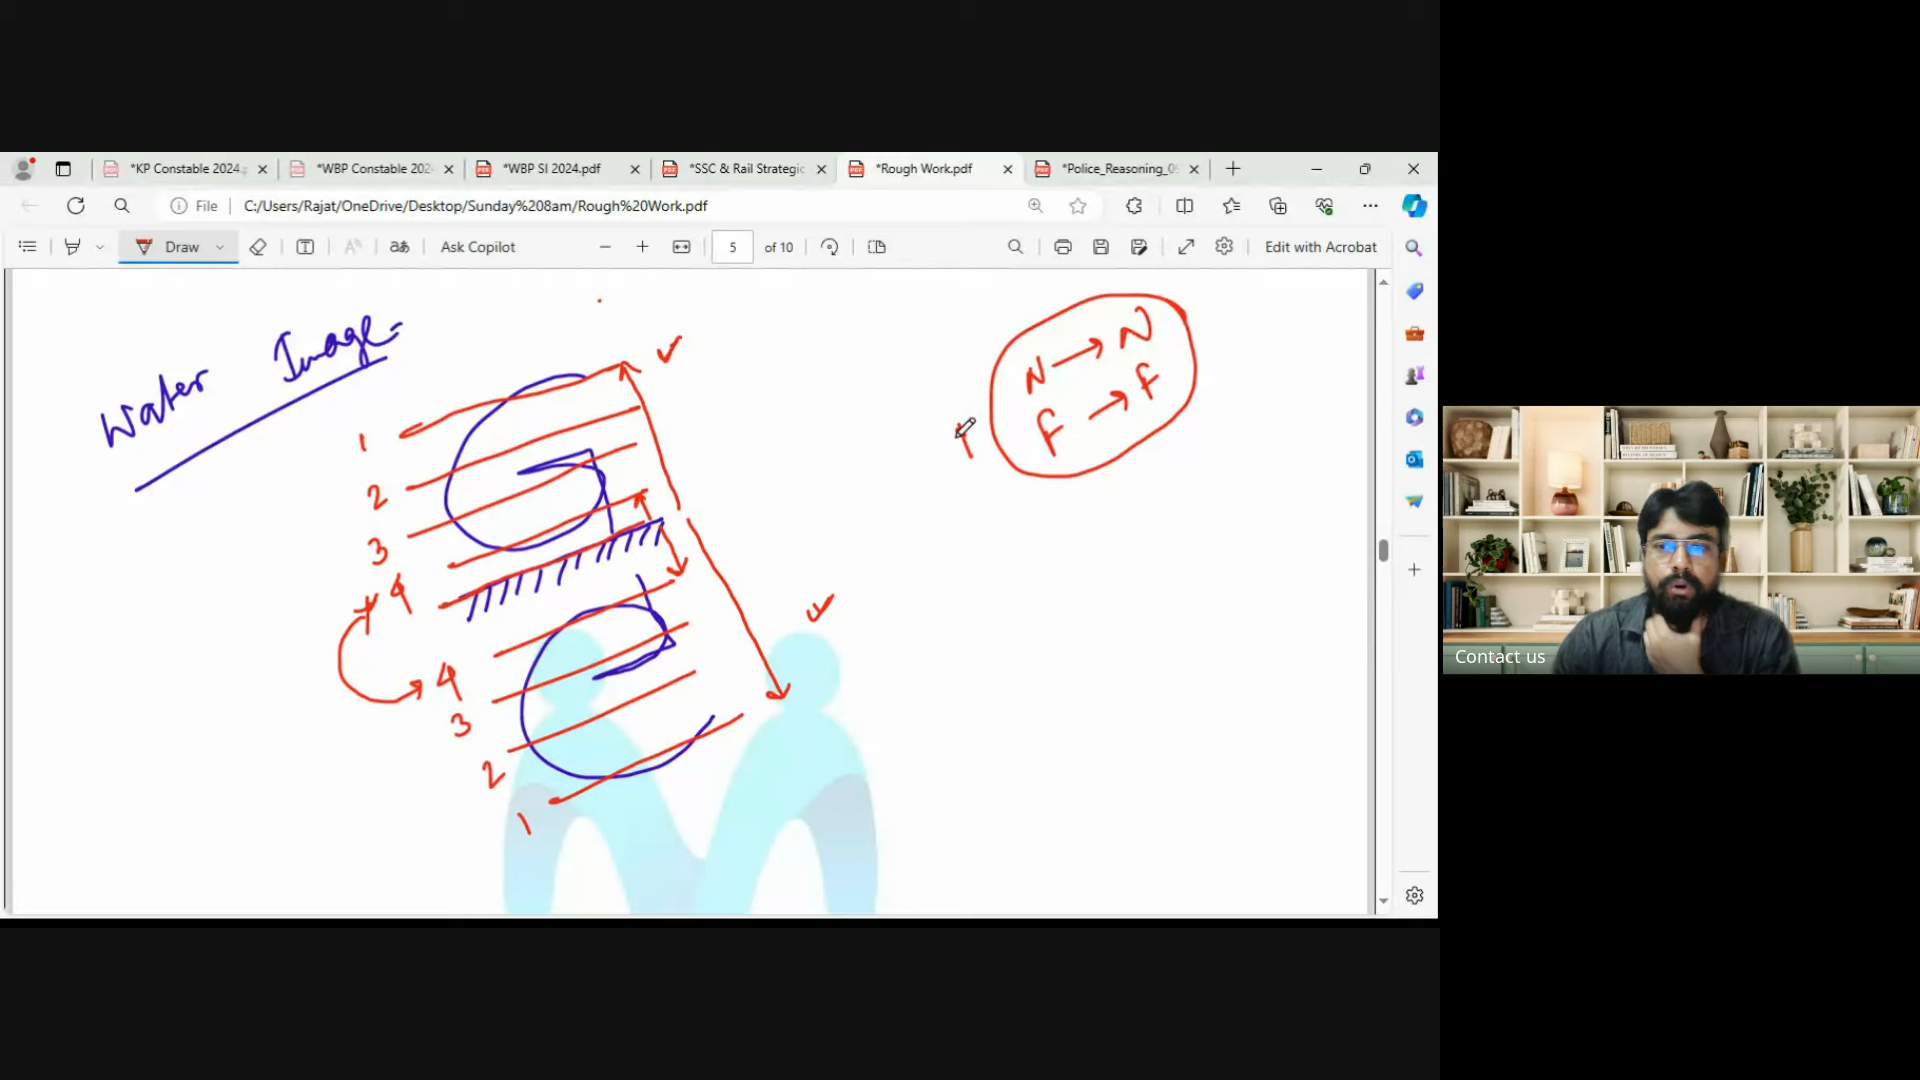 *KP Constable 2024.p
*WBP Constable 202
*WBP SI 2024.pdf
*SSC & Rail Strategic
*Rough Work.pdf
*Police_Reasoning_0
File
C:/Users/Rajat/OneDrive/Desktop/Sunday%208am/Rough%20Work.pdf
Draw
Ask Copilot
5
of 10
Edit with Acrobat
Water Image
N → N
F → F
1
2
3
4
4
3
2
1
Contact us